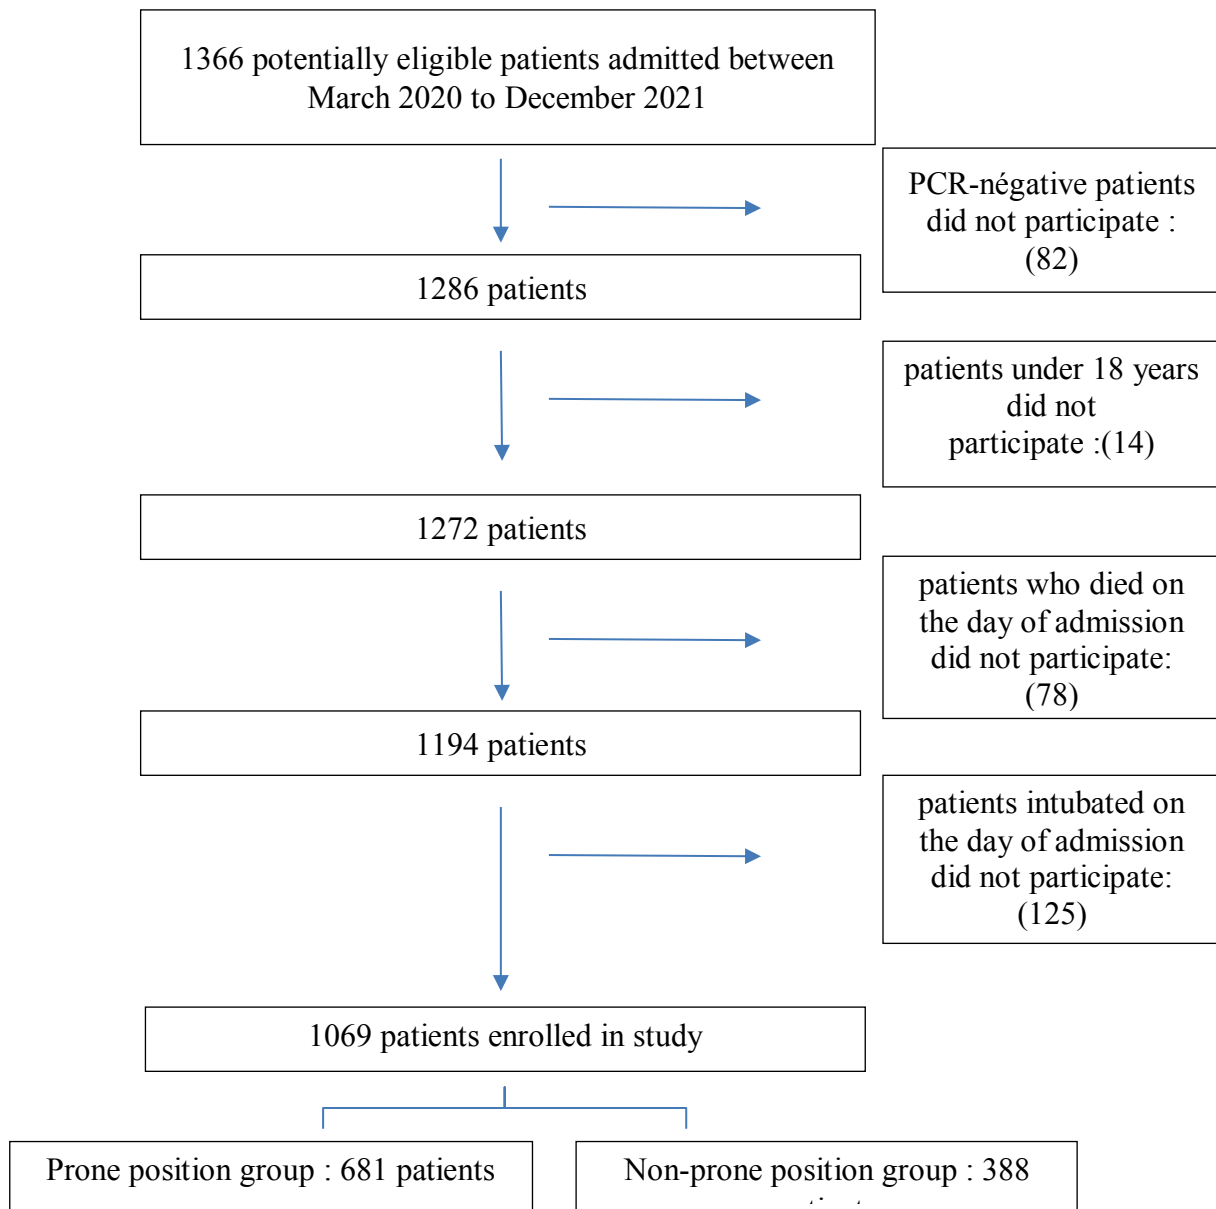 1366 potentially eligible patients admitted between
March 2020 to December 2021
PCR-négative patients
did not participate :
(82)
1286 patients
patients under 18 years
did not
participate :(14)
1272 patients
patients who died on
the day of admission
did not participate:
(78)
1194 patients
patients intubated on
the day of admission
did not participate:
(125)
1069 patients enrolled in study
Prone position group : 681 patients
Non-prone position group : 388